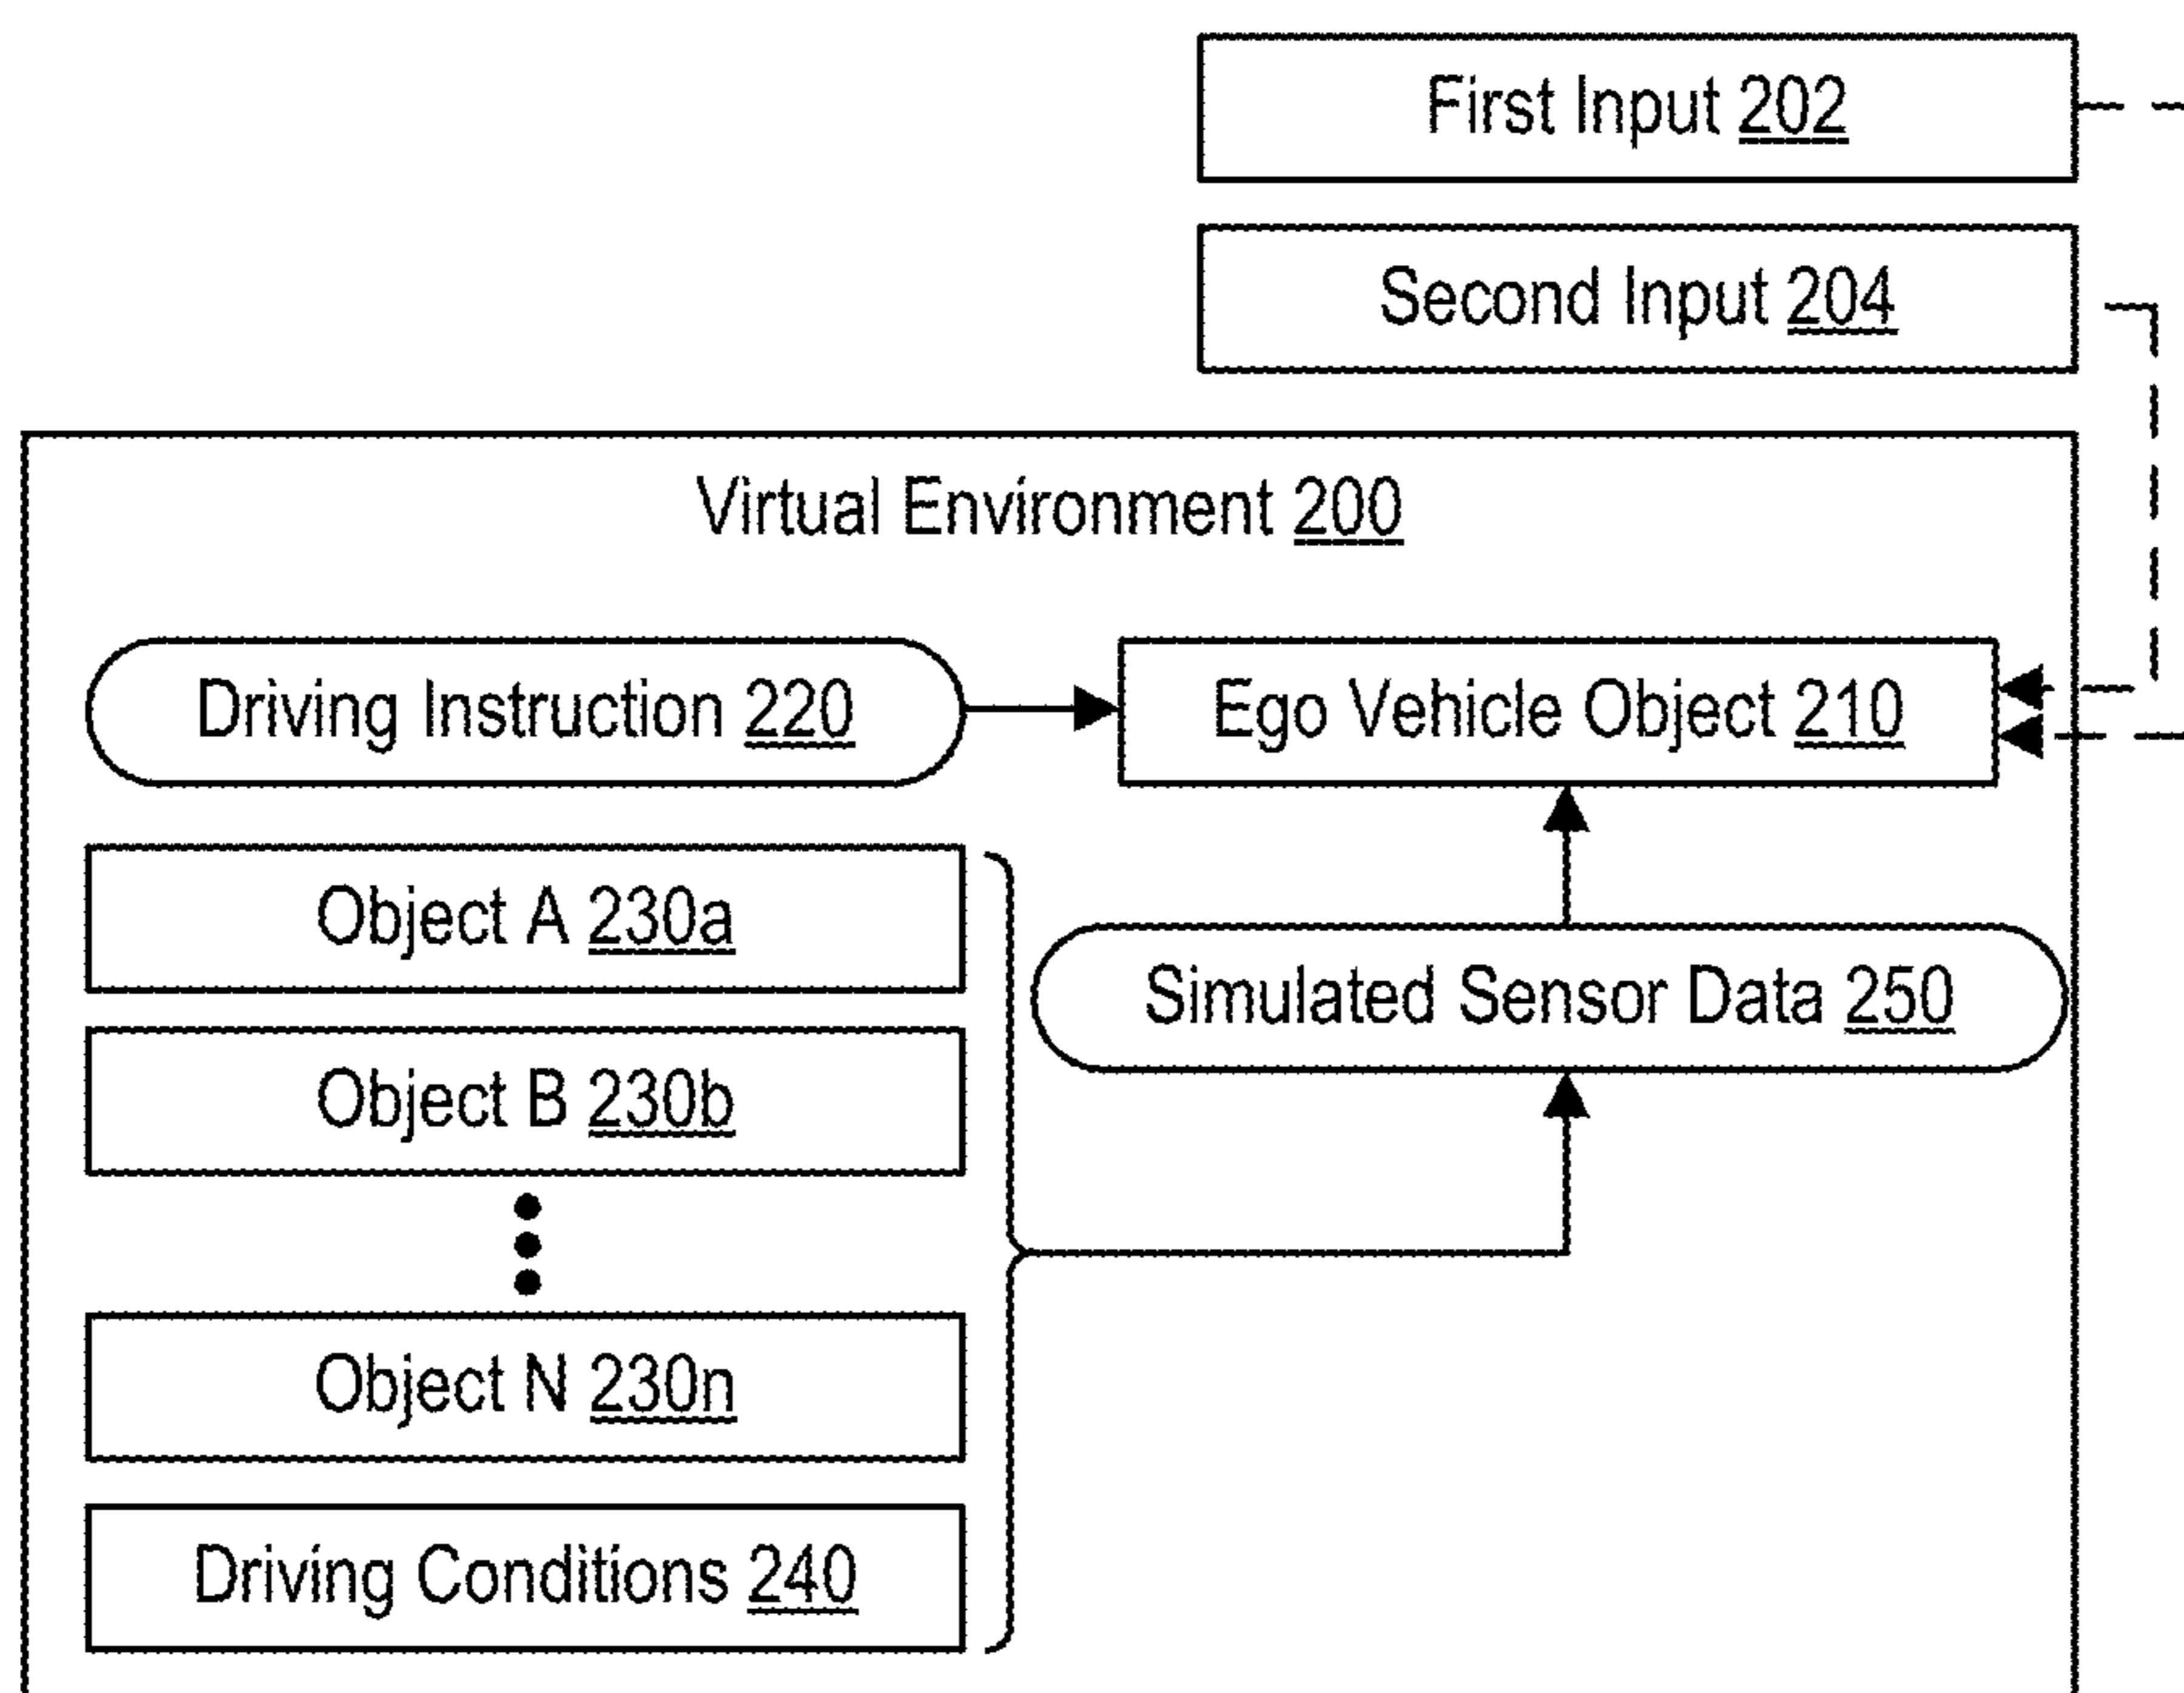 First Input 202
Second Input 204
Virtual Environment 200
Driving Instruction 220
Ego Vehicle Object 210
Object A 230a
Simulated Sensor Data 250
Object B 230b
Object N 230n
Driving Conditions 240